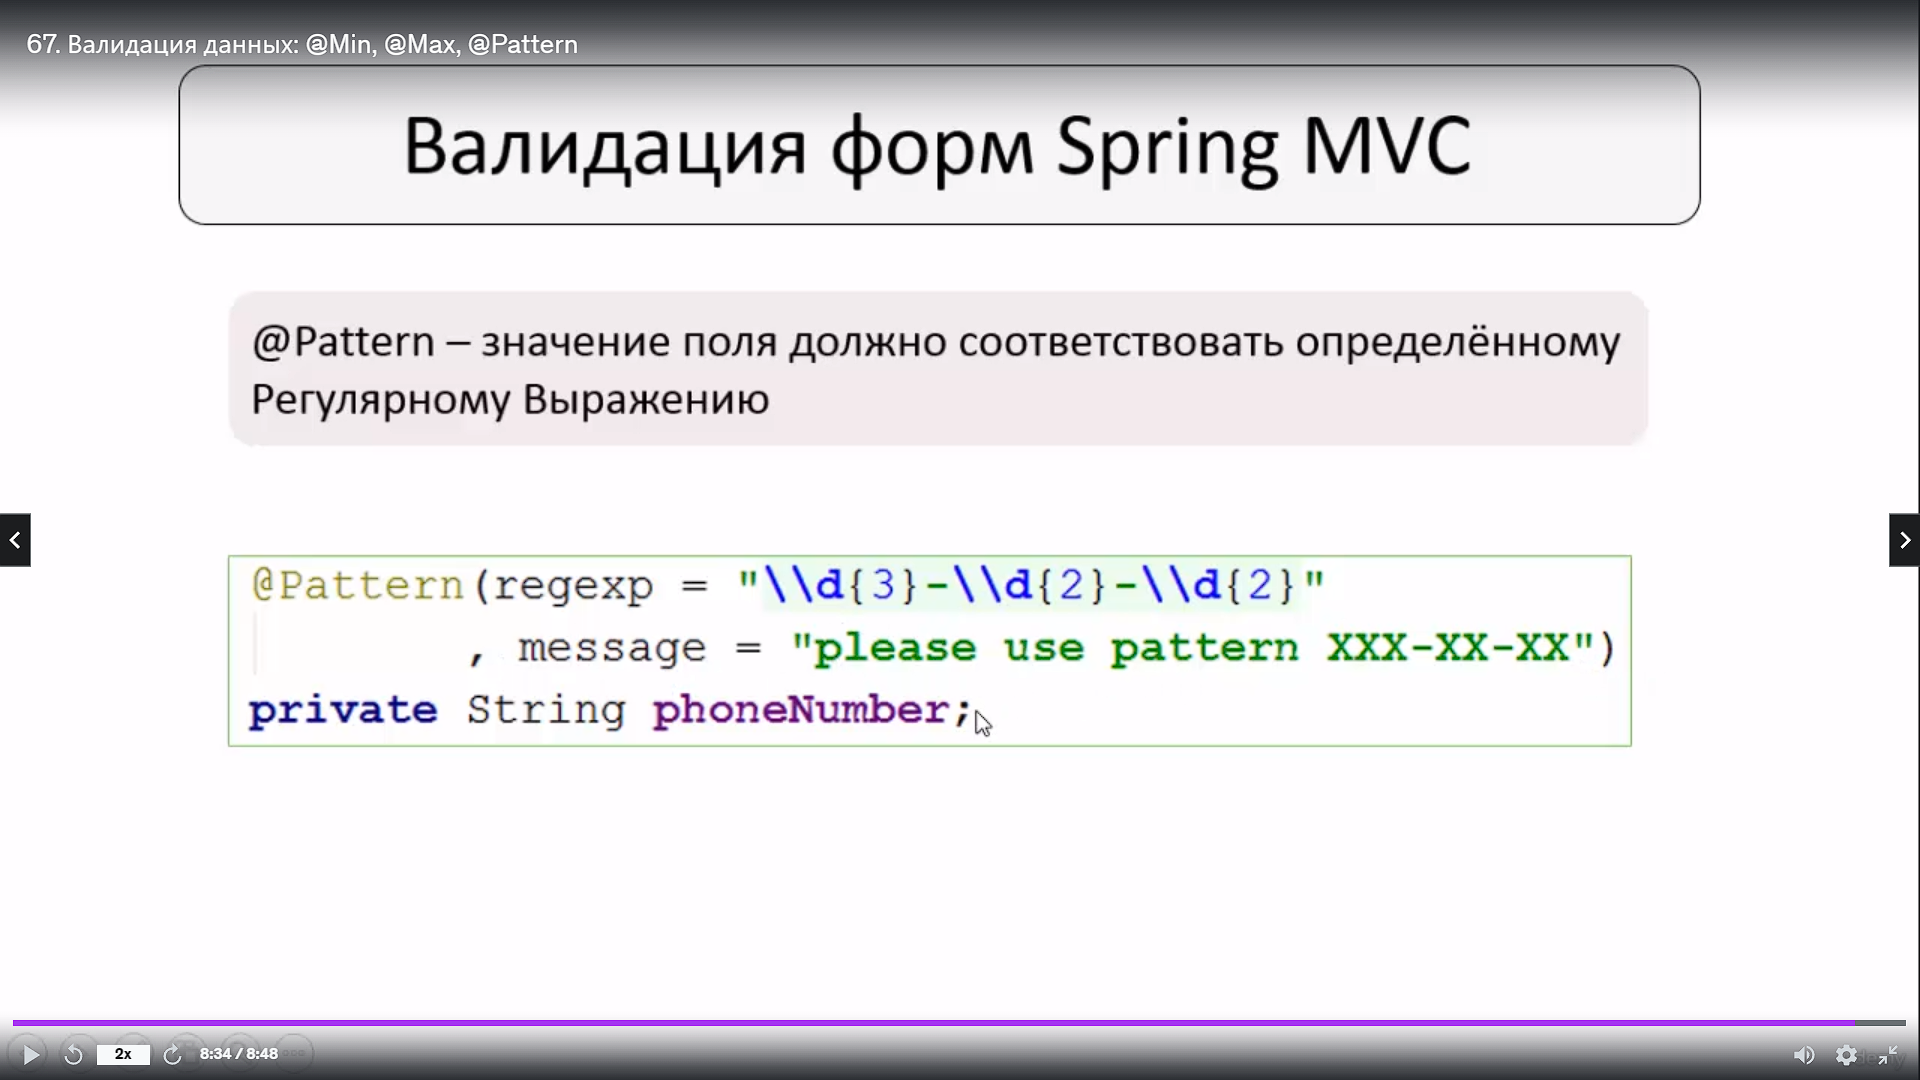 67. Валидация данных: @Min, @Max, @Pattern
Валидация форм Spring MVC
@Pattern – значение поля должно соответствовать определённому
Регулярному Выражению
@Pattern(regexp = "\\d{3}-\\d{2}-\\d{2}"
, message = "please use pattern XXX-XX-XX")
private String phoneNumber;
2x
8:34 / 8:48